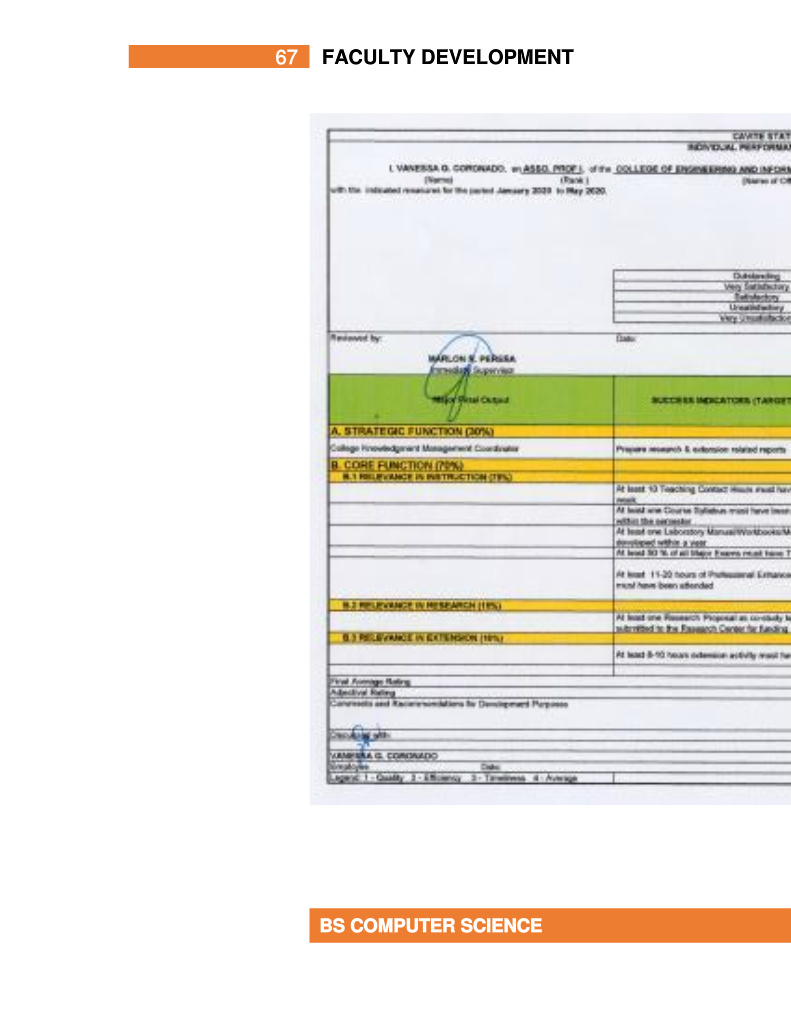 67 FACULTY DEVELOPMENT
CAVITE STAT
INDIVIDUAL PERFORMAN
I, VANESSA G. CORONADO, an ASSO. PROF I, of the COLLEGE OF ENGINEERING AND INFORM
(Name) (Rank ) (Name of Off
with the indicated measures for the period January 2020 to May 2020.
Outstanding
Very Satisfactory
Satisfactory
Unsatisfactory
Very Unsatisfactory
Reviewed by: Date:
MARLON R. PEREÑA
Immediate Supervisor
Major Final Output SUCCESS INDICATORS (TARGET
A. STRATEGIC FUNCTION (30%)
College Knowledgment Management Coordinator Prepare research & extension related reports
B. CORE FUNCTION (70%)
B.1 RELEVANCE IN INSTRUCTION (75%)
At least 10 Teaching Contact Hours must hav
week
At least one Course Syllabus must have been
within the semester
At least one Laboratory Manual/Workbooks/M
developed within a year
At least 50 % of all Major Exams must have T
At least 11-20 hours of Professional Enhance
must have been attended
B.2 RELEVANCE IN RESEARCH (15%)
At least one Research Proposal as co-study le
submitted to the Research Center for funding
B.3 RELEVANCE IN EXTENSION (10%)
At least 8-10 hours extension activity must ha
Final Average Rating
Adjectival Rating
Comments and Recommendations for Development Purposes
Discussed with:
VANESSA G. CORONADO
Employee Date:
Legend: 1 - Quality 2 - Efficiency 3 - Timeliness 4 - Average
BS COMPUTER SCIENCE